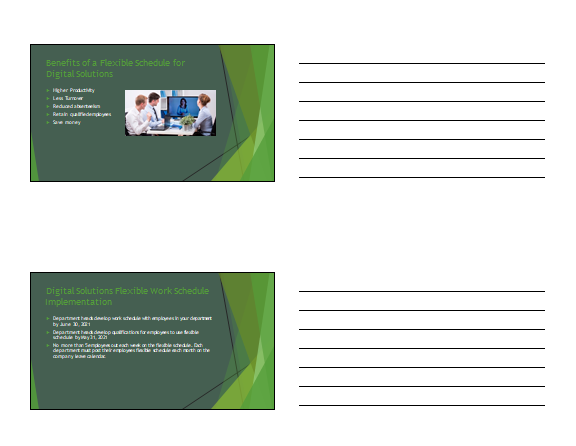 Benefits of a Flexible Schedule for
Digital Solutions
Higher Productivity
Less Turnover
Reduced absenteeism
Retain qualified employees
Save money
Digital Solutions Flexible Work Schedule
Implementation
Department heads develop work schedule with employees in your department
by June 30, 2021
Department heads develop qualifications for employees to use flexible
schedule by May 31, 2021
No more than 5 employees out each week on the flexible schedule. Each
department must post their employees flexible schedule each month on the
company leave calendar.